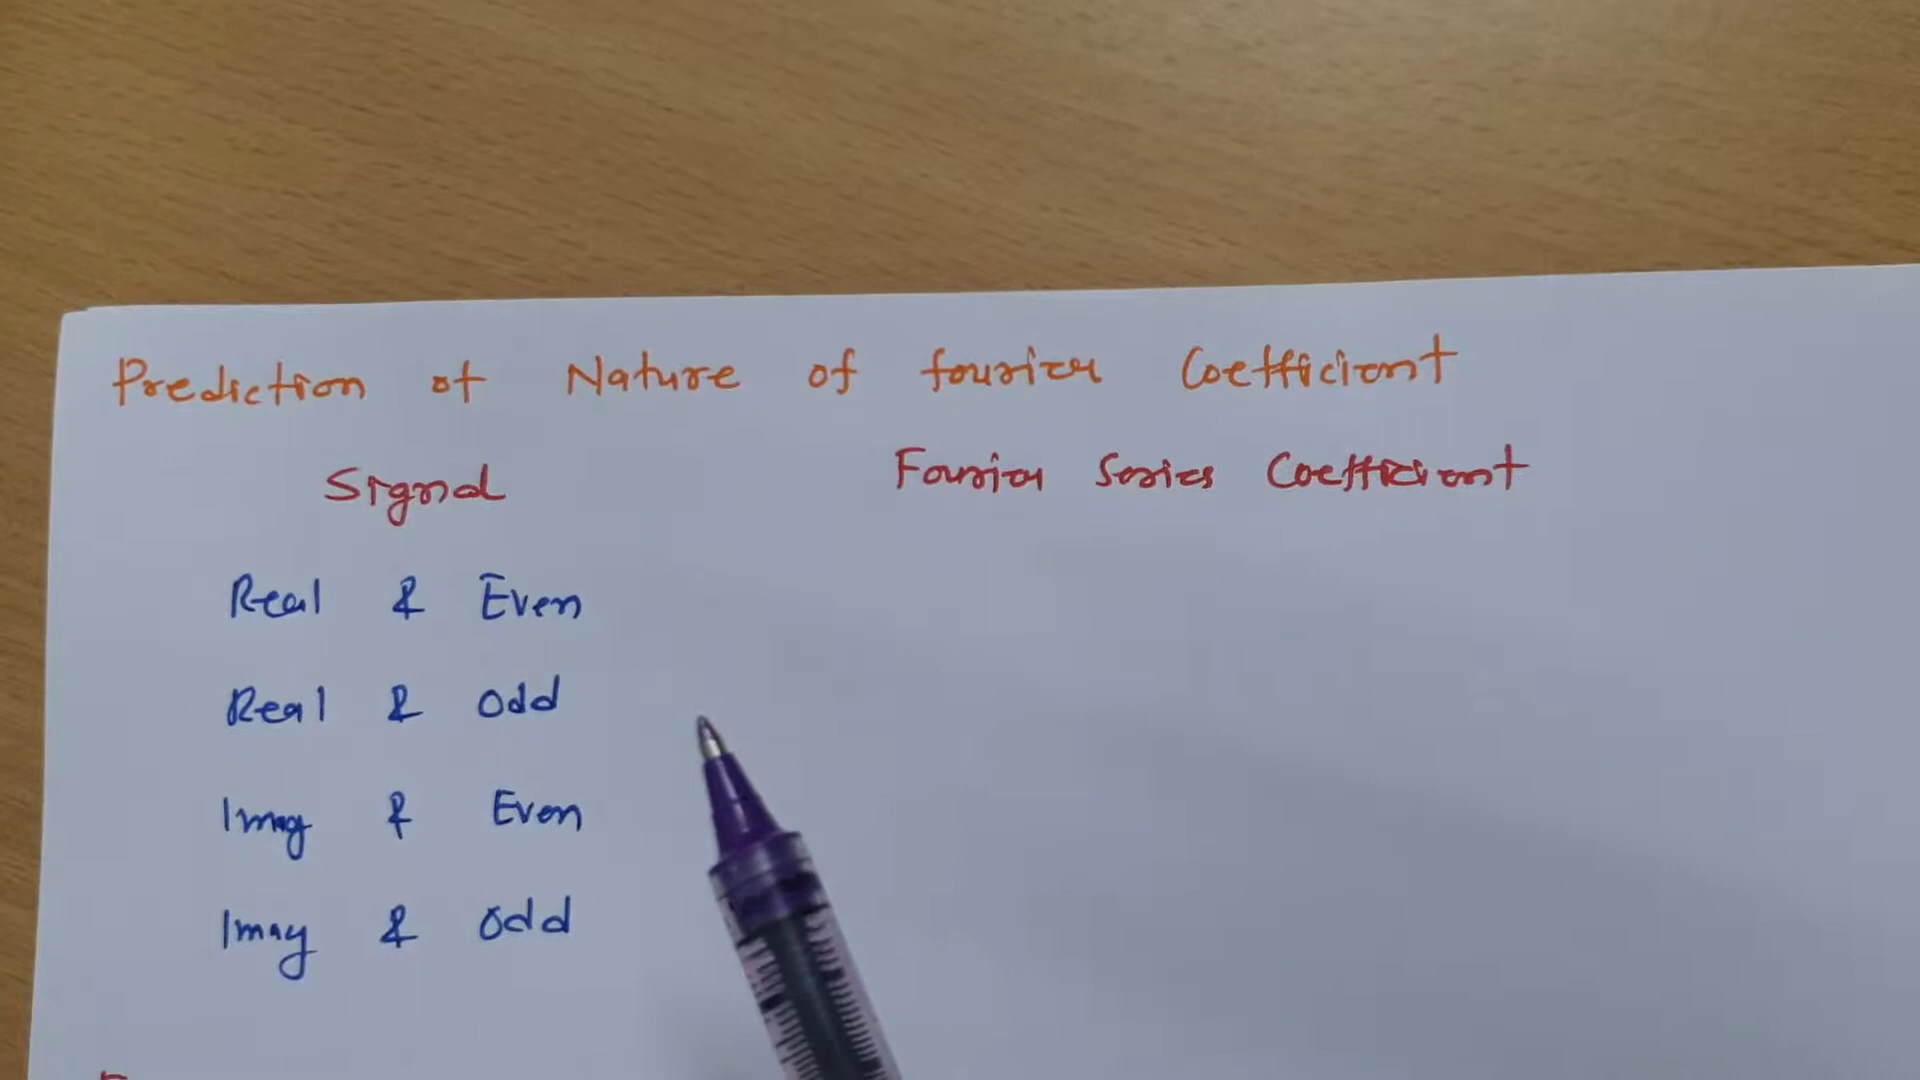 Prediction of Nature of fourier Coefficient
Signal Fourier Series Coefficient
Real & Even
Real & Odd
Imag & Even
Imag & Odd